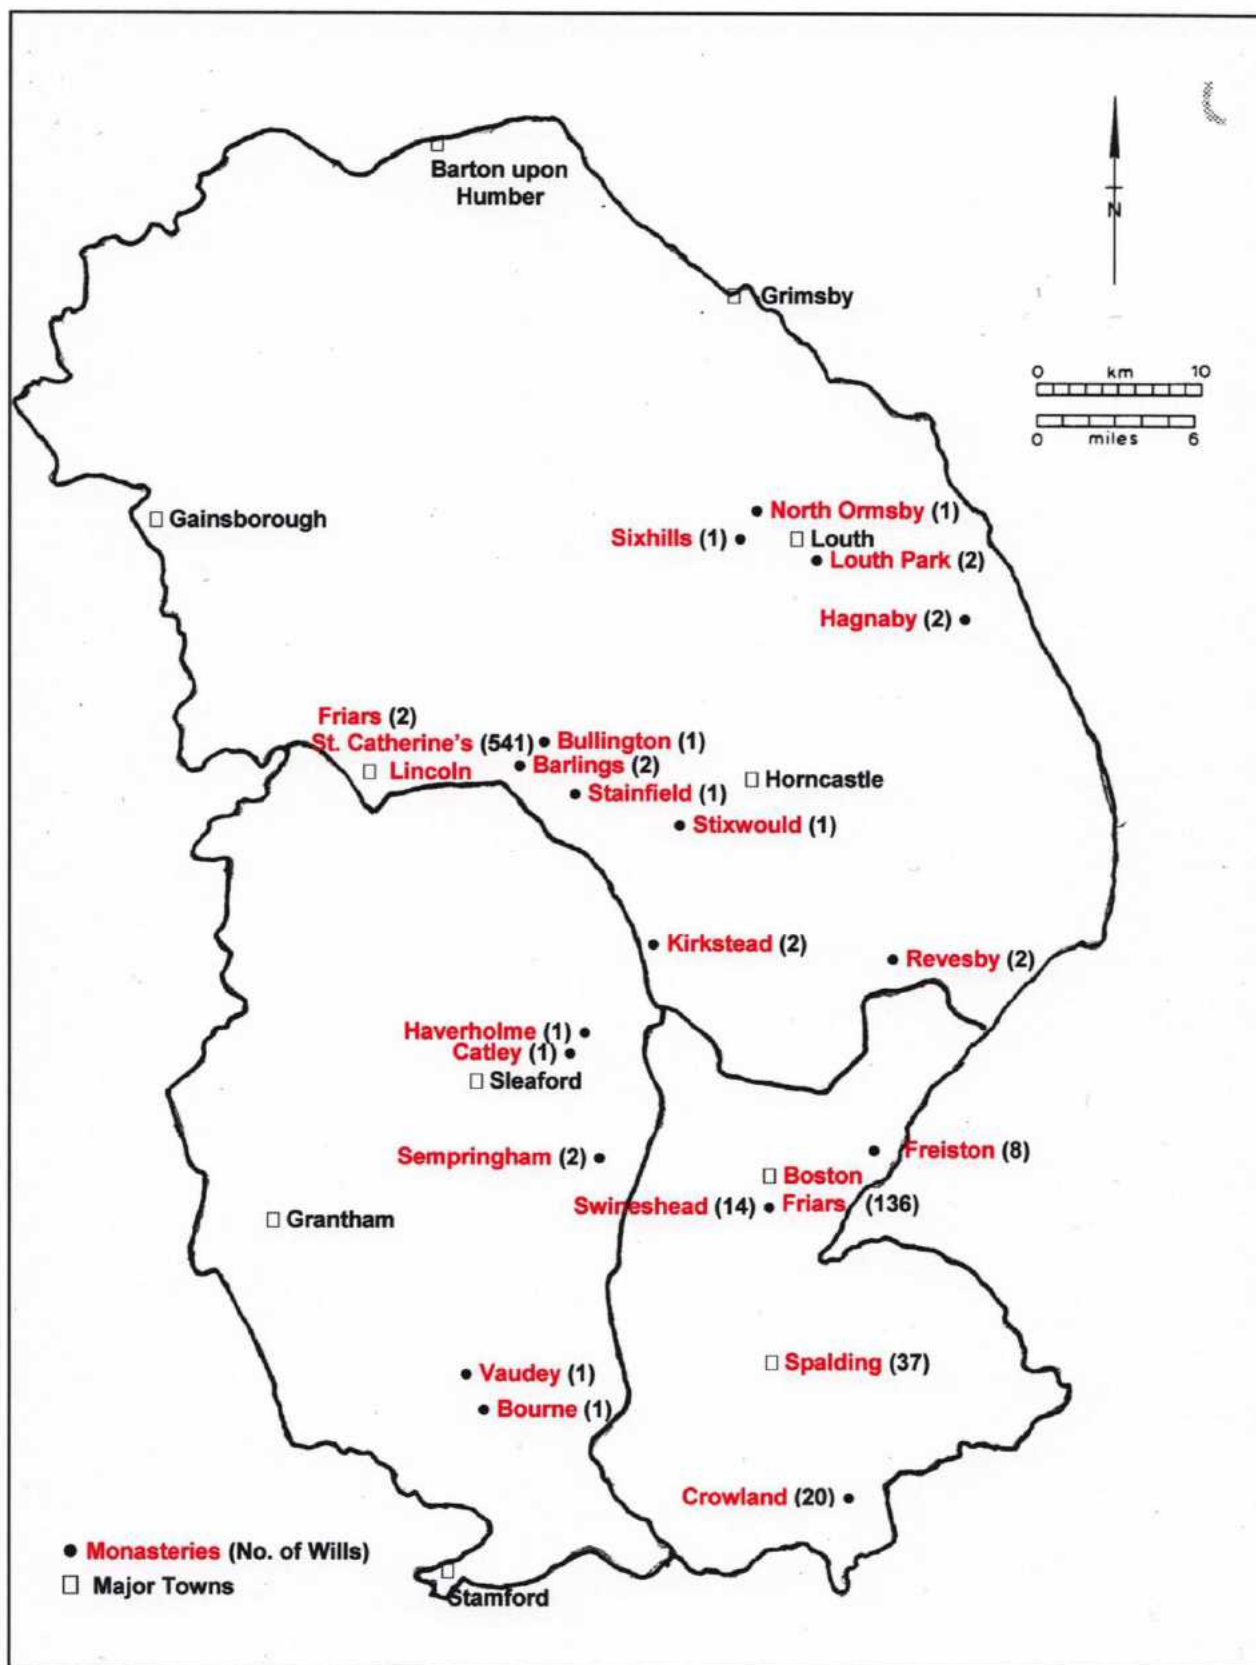 Barton upon
Humber
N
Grimsby
0 km 10
0 miles 6
Gainsborough
North Ormsby (1)
Sixhills (1)
Louth
Louth Park (2)
Hagnaby (2)
Friars (2)
St. Catherine's (541)
Bullington (1)
Lincoln
Barlings (2)
Horncastle
Stainfield (1)
Stixwould (1)
Kirkstead (2)
Revesby (2)
Haverholme (1)
Catley (1)
Sleaford
Freiston (8)
Sempringham (2)
Boston
Swineshead (14)
Friars (136)
Grantham
Spalding (37)
Vaudey (1)
Bourne (1)
Crowland (20)
Monasteries (No. of Wills)
Major Towns
Stamford